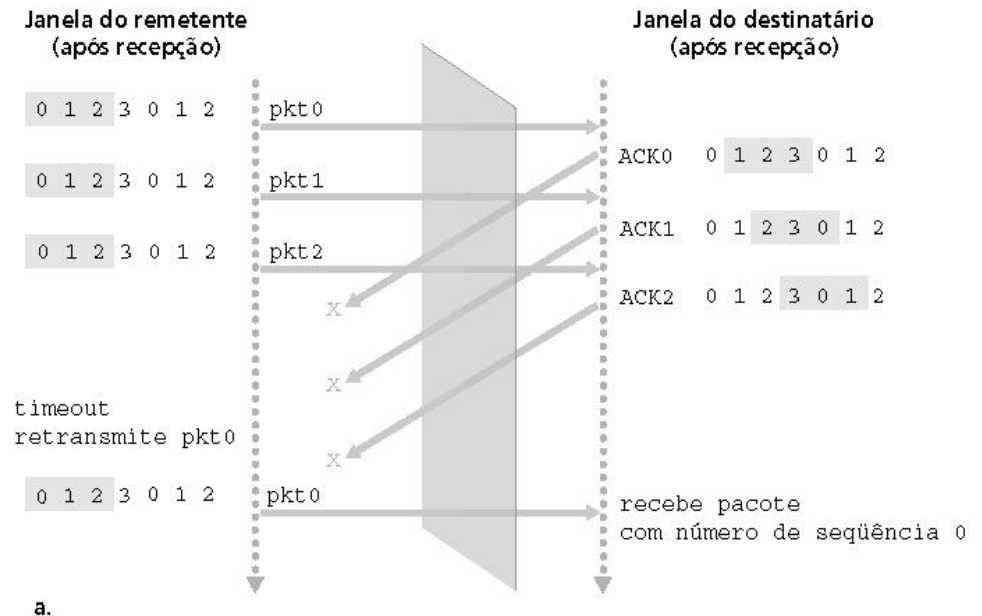 Janela do remetente
(após recepção)
Janela do destinatário
(após recepção)
0 1 2 3 0 1 2
pkt0
ACK0 0 1 2 3 0 1 2
0 1 2 3 0 1 2
pkt1
ACK1 0 1 2 3 0 1 2
0 1 2 3 0 1 2
pkt2
ACK2 0 1 2 3 0 1 2
X
X
timeout
retransmite pkt0
X
0 1 2 3 0 1 2
pkt0
recebe pacote
com número de seqüência 0
a.